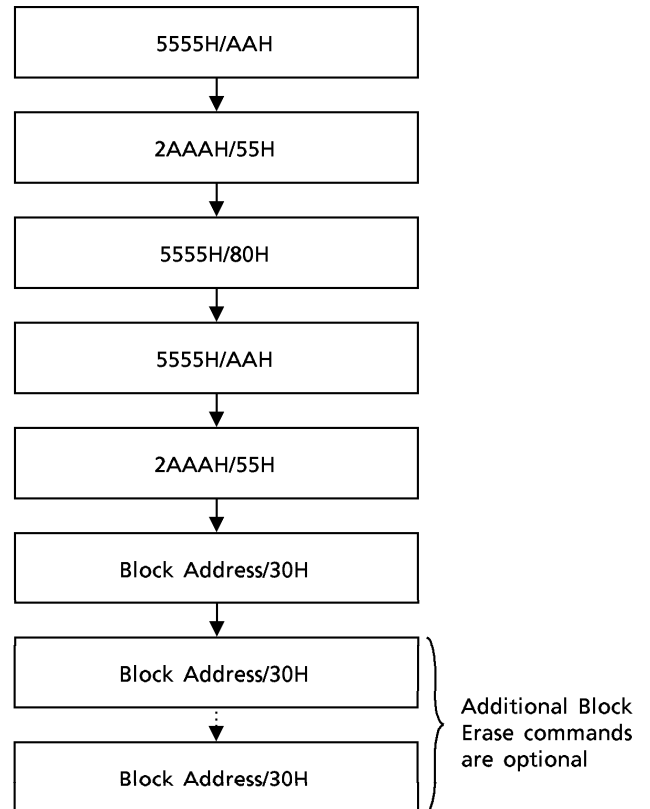 5555H/AAH
2AAAH/55H
5555H/80H
5555H/AAH
2AAAH/55H
Block Address/30H
Block Address/30H
Additional Block
Erase commands
are optional
Block Address/30H